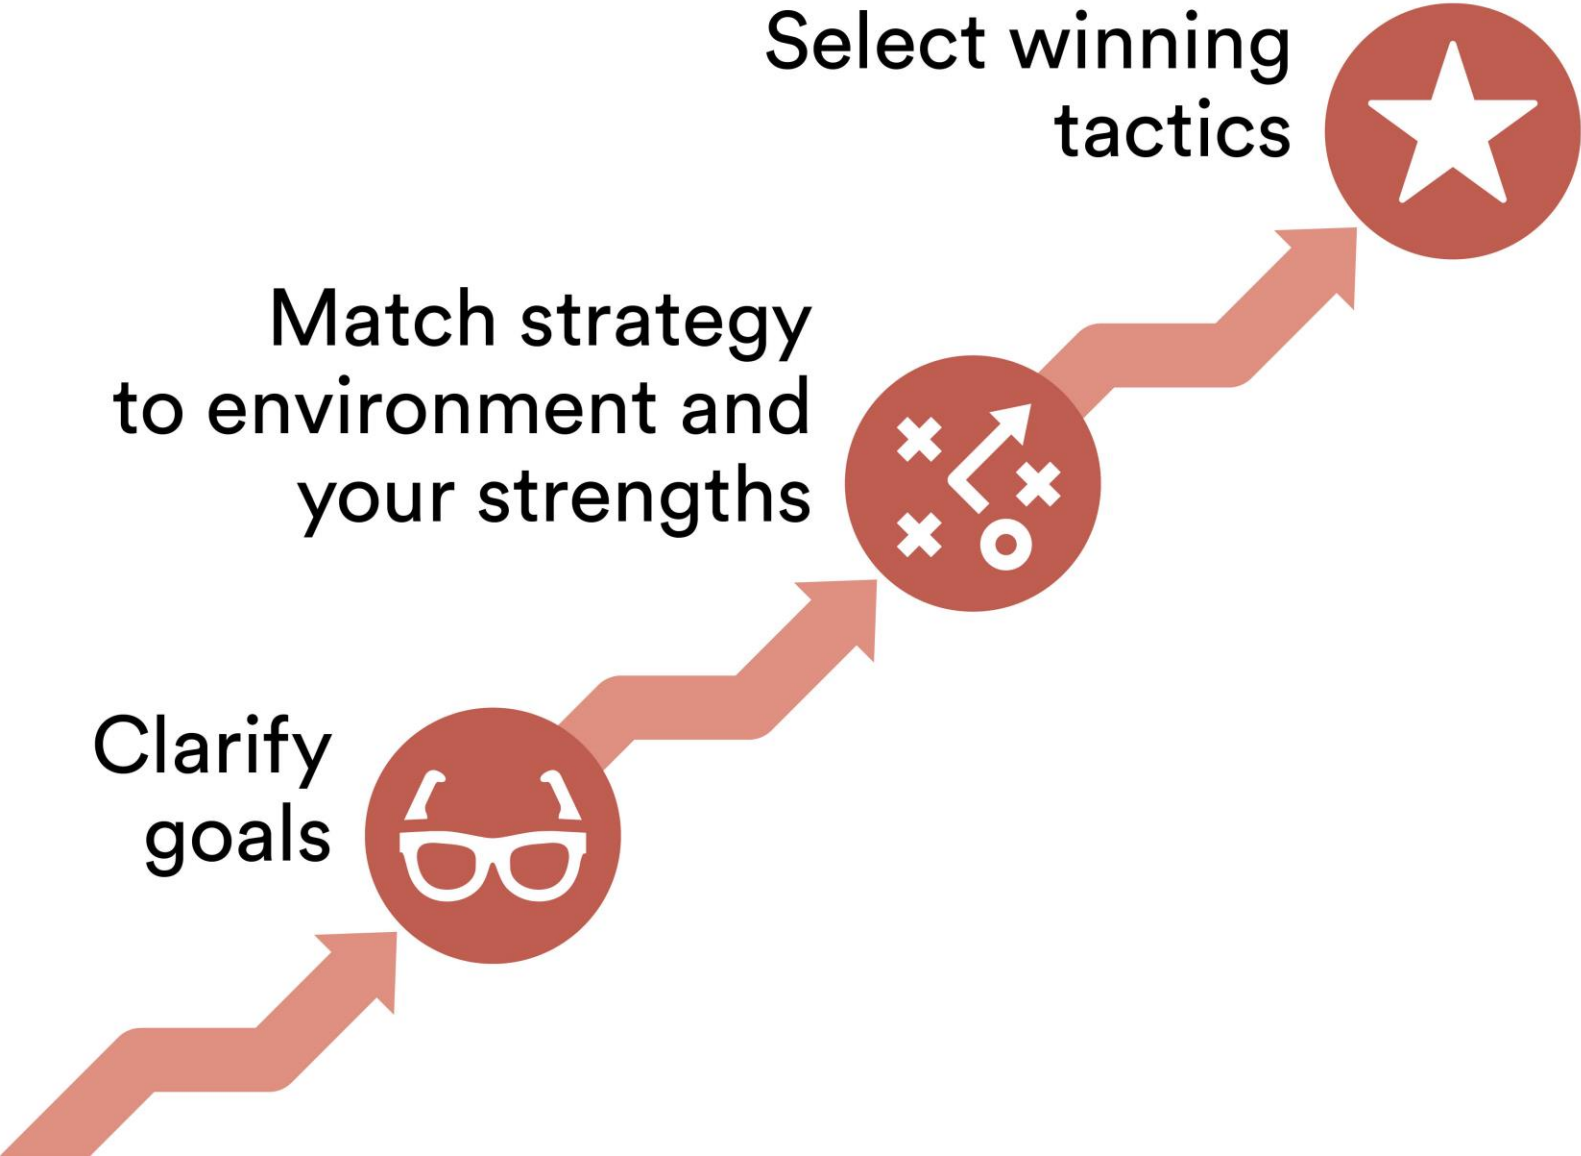 Select winning
tactics
Match strategy
to environment and
your strengths
Clarify
goals